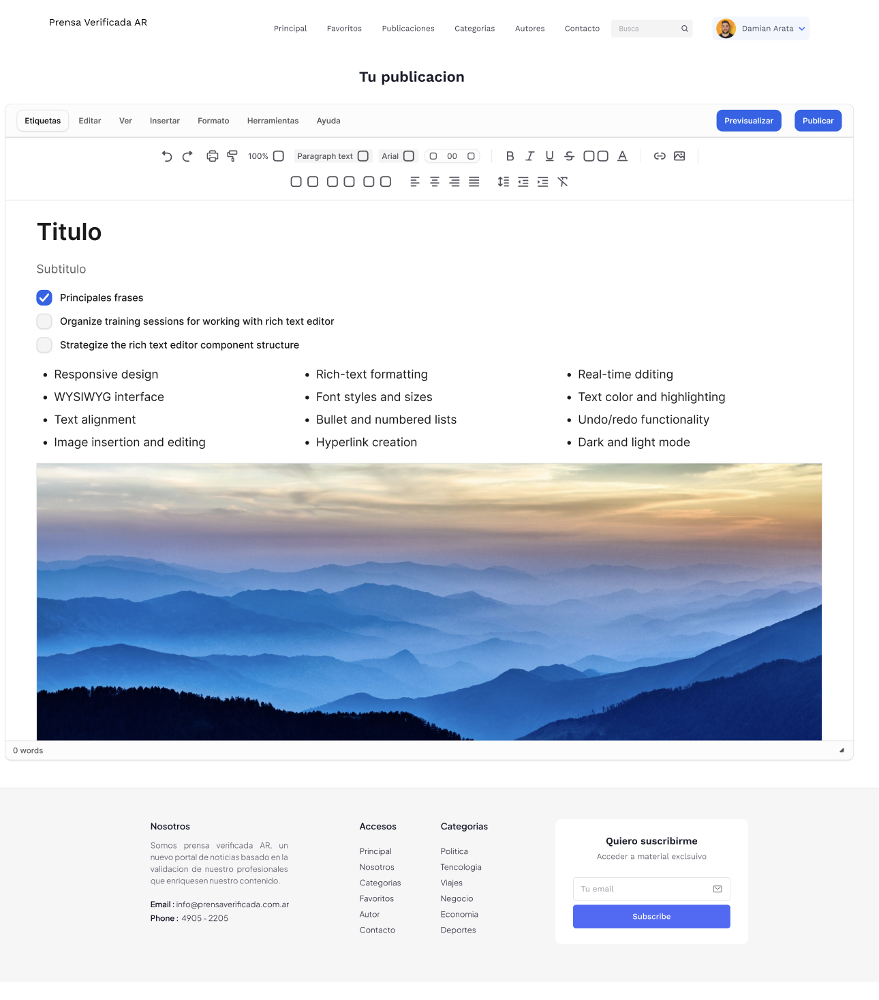 Prensa Verificada AR
Principal Favoritos Publicaciones Categorias Autores Contacto Busca Damian Arata
Tu publicacion
Etiquetas Editar Ver Insertar Formato Herramientas Ayuda Previsualizar Publicar
100% Paragraph text Arial 00 B I U S A
Titulo
Subtitulo
Principales frases
Organize training sessions for working with rich text editor
Strategize the rich text editor component structure
Responsive design
WYSIWYG interface
Text alignment
Image insertion and editing
Rich-text formatting
Font styles and sizes
Bullet and numbered lists
Hyperlink creation
Real-time dditing
Text color and highlighting
Undo/redo functionality
Dark and light mode
0 words
Nosotros
Somos prensa verificada AR, un
nuevo portal de noticias basado en la
validacion de nuestro profesionales
que enriquesen nuestro contenido.
Email : info@prensaverificada.com.ar
Phone : 4905 - 2205
Accesos
Principal
Nosotros
Categorias
Favoritos
Autor
Contacto
Categorias
Politica
Tencologia
Viajes
Negocio
Economia
Deportes
Quiero suscribirme
Acceder a material exclsuivo
Tu email
Subscribe